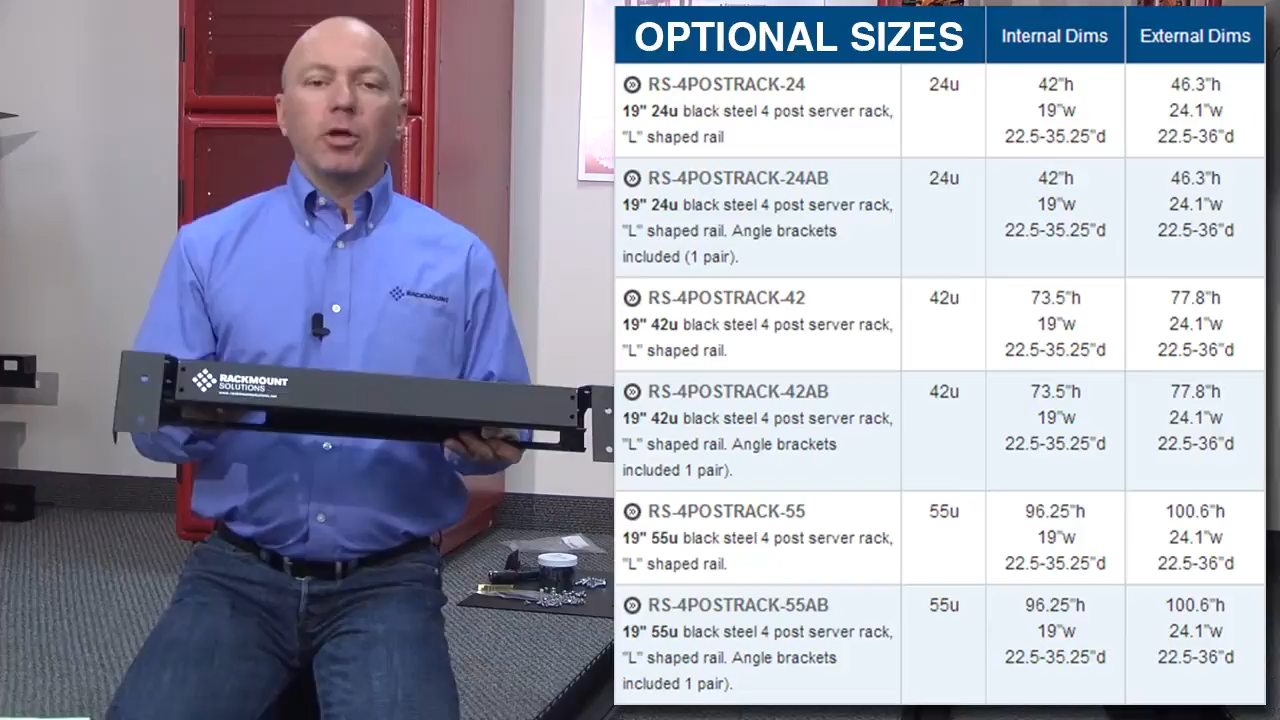 OPTIONAL SIZES Internal Dims External Dims
RS-4POSTRACK-24 24u 42"h 46.3"h
19" 24u black steel 4 post server rack, 19"w 24.1"w
"L" shaped rail 22.5-35.25"d 22.5-36"d
RS-4POSTRACK-24AB 24u 42"h 46.3"h
19" 24u black steel 4 post server rack, 19"w 24.1"w
"L" shaped rail. Angle brackets 22.5-35.25"d 22.5-36"d
included (1 pair).
RS-4POSTRACK-42 42u 73.5"h 77.8"h
19" 42u black steel 4 post server rack, 19"w 24.1"w
"L" shaped rail. 22.5-35.25"d 22.5-36"d
RS-4POSTRACK-42AB 42u 73.5"h 77.8"h
19" 42u black steel 4 post server rack, 19"w 24.1"w
"L" shaped rail. Angle brackets 22.5-35.25"d 22.5-36"d
included 1 pair).
RS-4POSTRACK-55 55u 96.25"h 100.6"h
19" 55u black steel 4 post server rack, 19"w 24.1"w
"L" shaped rail. 22.5-35.25"d 22.5-36"d
RS-4POSTRACK-55AB 55u 96.25"h 100.6"h
19" 55u black steel 4 post server rack, 19"w 24.1"w
"L" shaped rail. Angle brackets 22.5-35.25"d 22.5-36"d
included 1 pair).
RACKMOUNT
RACKMOUNT
SOLUTIONS
www.rackmountsolutions.net